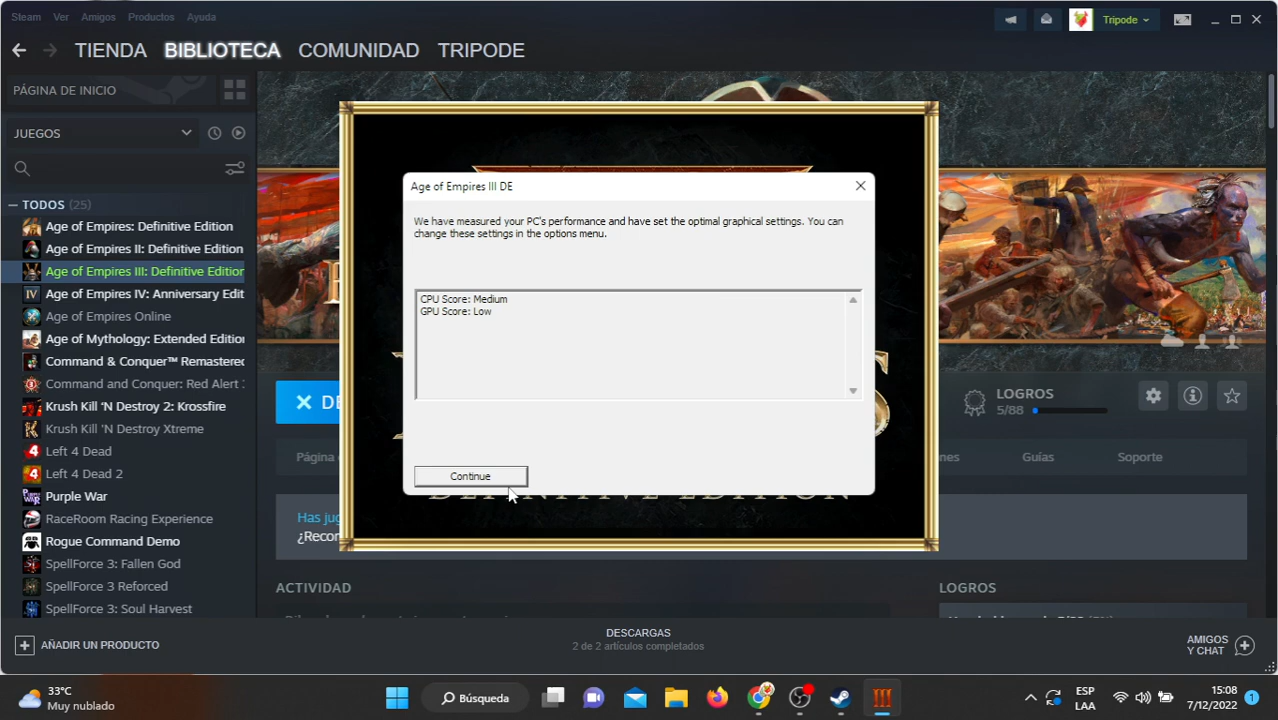 Steam Ver Amigos Productos Ayuda
Tripode
TIENDA BIBLIOTECA COMUNIDAD TRIPODE
PÁGINA DE INICIO
JUEGOS
TODOS (25)
Age of Empires: Definitive Edition
Age of Empires II: Definitive Edition
Age of Empires III: Definitive Edition
Age of Empires IV: Anniversary Edit
Age of Empires Online
Age of Mythology: Extended Edition
Command & Conquer™ Remastered
Command and Conquer: Red Alert 3
Krush Kill 'N Destroy 2: Krossfire
Krush Kill 'N Destroy Xtreme
Left 4 Dead
Left 4 Dead 2
Purple War
RaceRoom Racing Experience
Rogue Command Demo
SpellForce 3: Fallen God
SpellForce 3 Reforced
SpellForce 3: Soul Harvest
Age of Empires III DE
We have measured your PC's performance and have set the optimal graphical settings. You can
change these settings in the options menu.
CPU Score: Medium
GPU Score: Low
Continue
DEFINITIVE EDITION
LOGROS
5/88
Guías Soporte
Has jug
¿Recor
ACTIVIDAD
LOGROS
AÑADIR UN PRODUCTO
DESCARGAS
2 de 2 artículos completados
AMIGOS
Y CHAT
33°C
Muy nublado
Búsqueda
ESP
LAA
15:08
7/12/2022
1